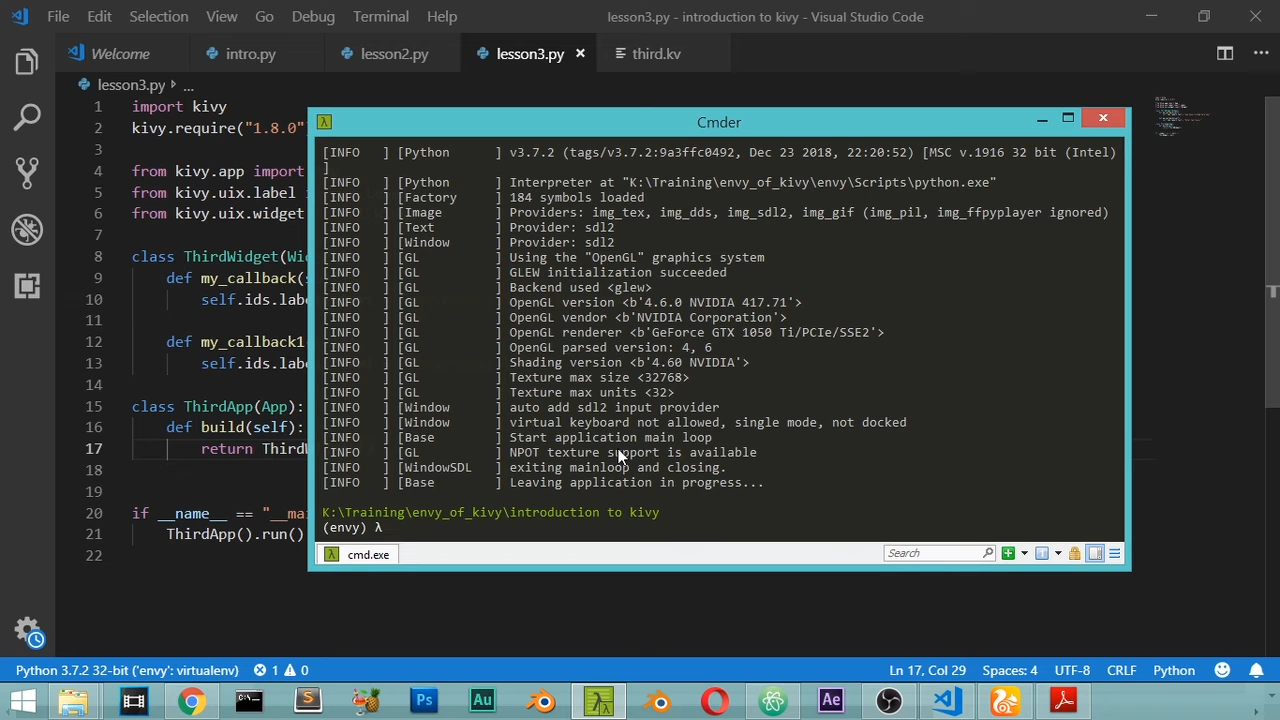 File Edit Selection View Go Debug Terminal Help lesson3.py - introduction to kivy - Visual Studio Code
Welcome intro.py lesson2.py lesson3.py third.kv
lesson3.py ...
1 import kivy
2 kivy.require("1.8.0"
3
4 from kivy.app import
5 from kivy.uix.label
6 from kivy.uix.widget
7
8 class ThirdWidget(Wi
9 def my_callback(
10 self.ids.labe
11
12 def my_callback1
13 self.ids.labe
14
15 class ThirdApp(App):
16 def build(self):
17 return ThirdW
18
19
20 if __name__ == "__ma
21 ThirdApp().run()
22
Cmder
[INFO ] [Python ] v3.7.2 (tags/v3.7.2:9a3ffc0492, Dec 23 2018, 22:20:52) [MSC v.1916 32 bit (Intel)
]
[INFO ] [Python ] Interpreter at "K:\Training\envy_of_kivy\envy\Scripts\python.exe"
[INFO ] [Factory ] 184 symbols loaded
[INFO ] [Image ] Providers: img_tex, img_dds, img_sdl2, img_gif (img_pil, img_ffpyplayer ignored)
[INFO ] [Text ] Provider: sdl2
[INFO ] [Window ] Provider: sdl2
[INFO ] [GL ] Using the "OpenGL" graphics system
[INFO ] [GL ] GLEW initialization succeeded
[INFO ] [GL ] Backend used <glew>
[INFO ] [GL ] OpenGL version <b'4.6.0 NVIDIA 417.71'>
[INFO ] [GL ] OpenGL vendor <b'NVIDIA Corporation'>
[INFO ] [GL ] OpenGL renderer <b'GeForce GTX 1050 Ti/PCIe/SSE2'>
[INFO ] [GL ] OpenGL parsed version: 4, 6
[INFO ] [GL ] Shading version <b'4.60 NVIDIA'>
[INFO ] [GL ] Texture max size <32768>
[INFO ] [GL ] Texture max units <32>
[INFO ] [Window ] auto add sdl2 input provider
[INFO ] [Window ] virtual keyboard not allowed, single mode, not docked
[INFO ] [Base ] Start application main loop
[INFO ] [GL ] NPOT texture support is available
[INFO ] [WindowSDL ] exiting mainloop and closing.
[INFO ] [Base ] Leaving application in progress...
K:\Training\envy_of_kivy\introduction to kivy
(envy) λ
cmd.exe Search
Python 3.7.2 32-bit ('envy': virtualenv) 1 0 Ln 17, Col 29 Spaces: 4 UTF-8 CRLF Python
Ps Au λ Ae